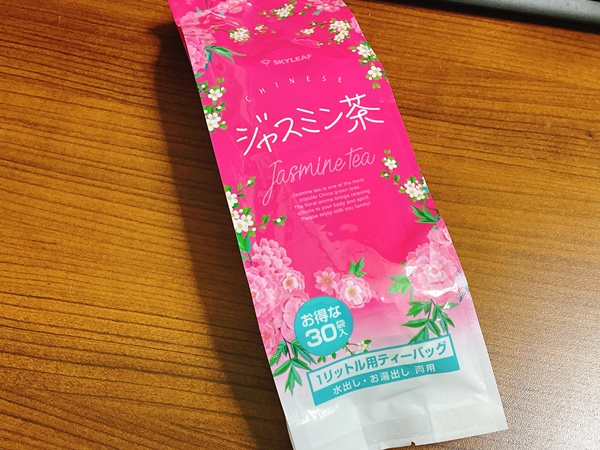 SKYLEAF
CHINESE
ジャスミン茶
Jasmine tea
Jasmine tea is one of the most
popular China green teas.
The floral aroma brings relaxing
effects to your body and spirit.
Please enjoy with you family!
お得な
30袋入
1リットル用ティーバッグ
水出し・お湯出し 両用